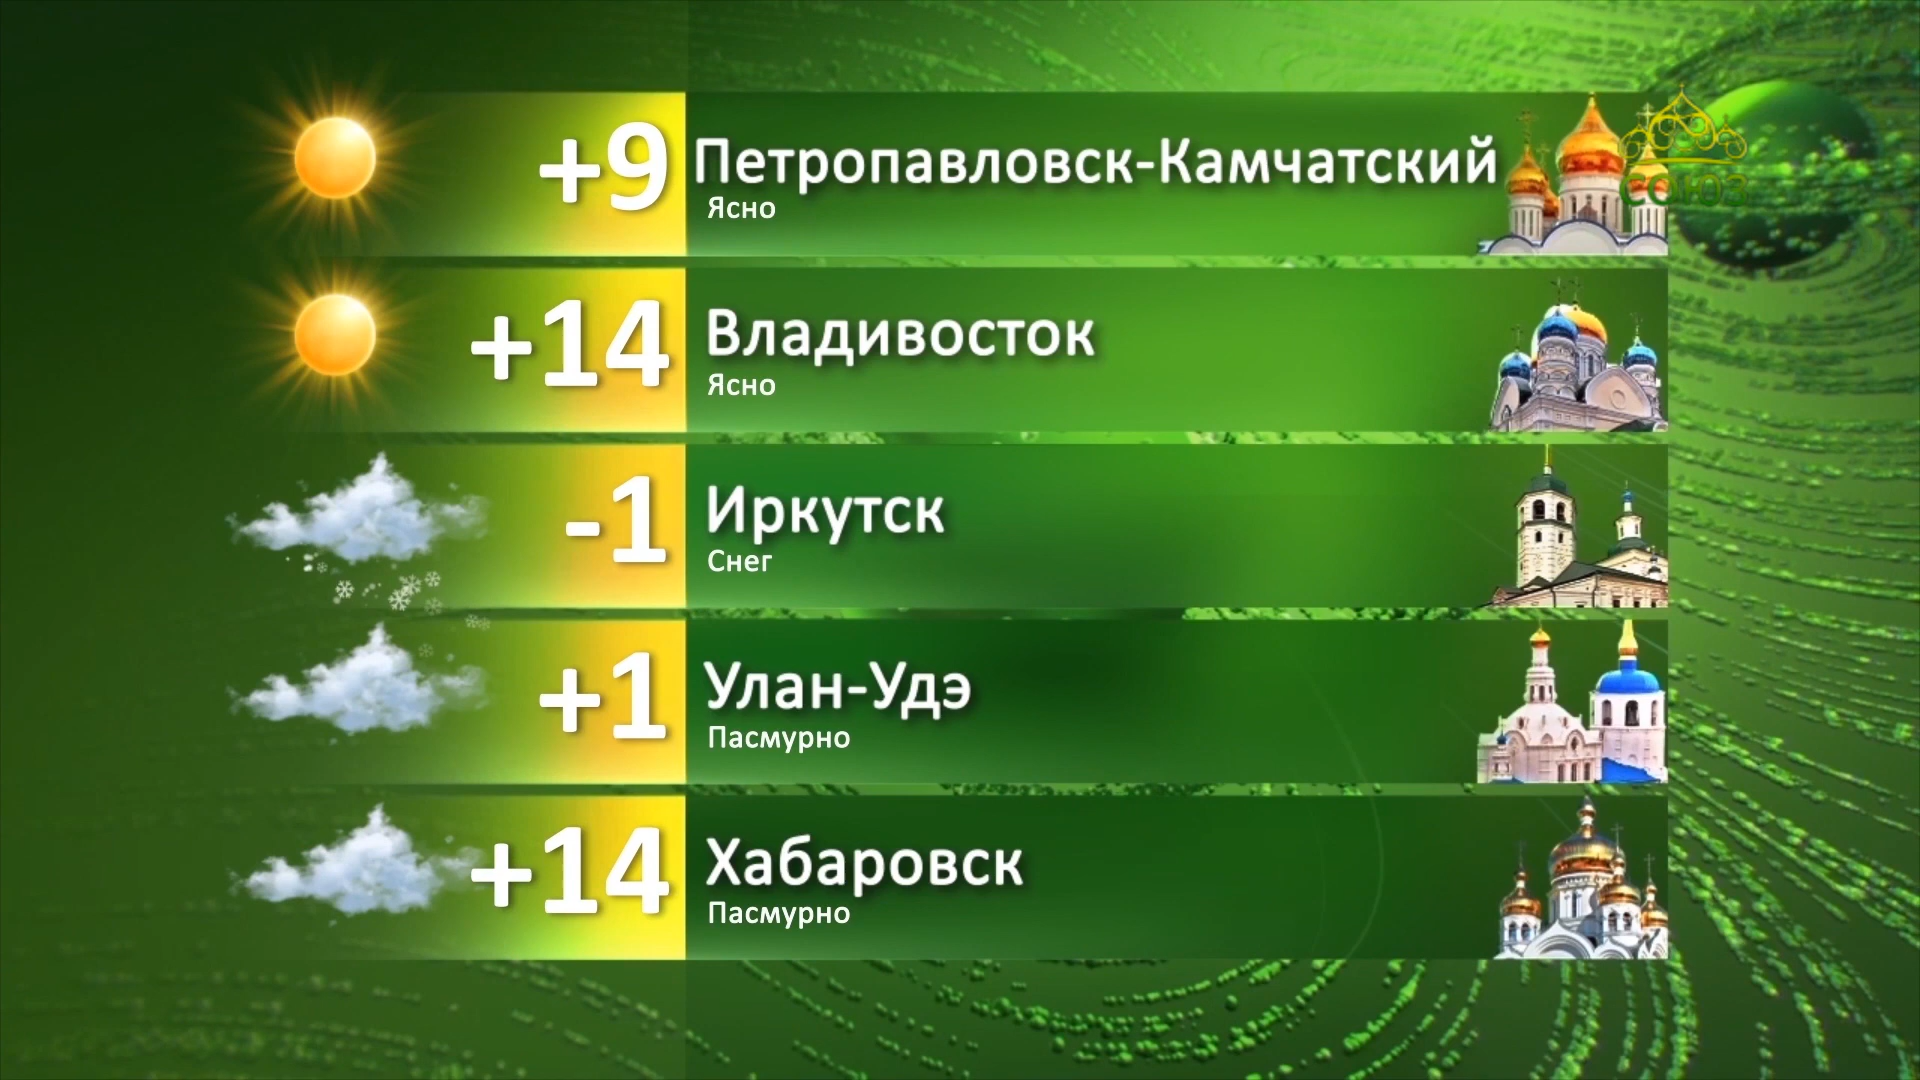 +9 Петропавловск-Камчатский
Ясно
СОЮЗ
+14 Владивосток
Ясно
-1 Иркутск
Снег
+1 Улан-Удэ
Пасмурно
+14 Хабаровск
Пасмурно